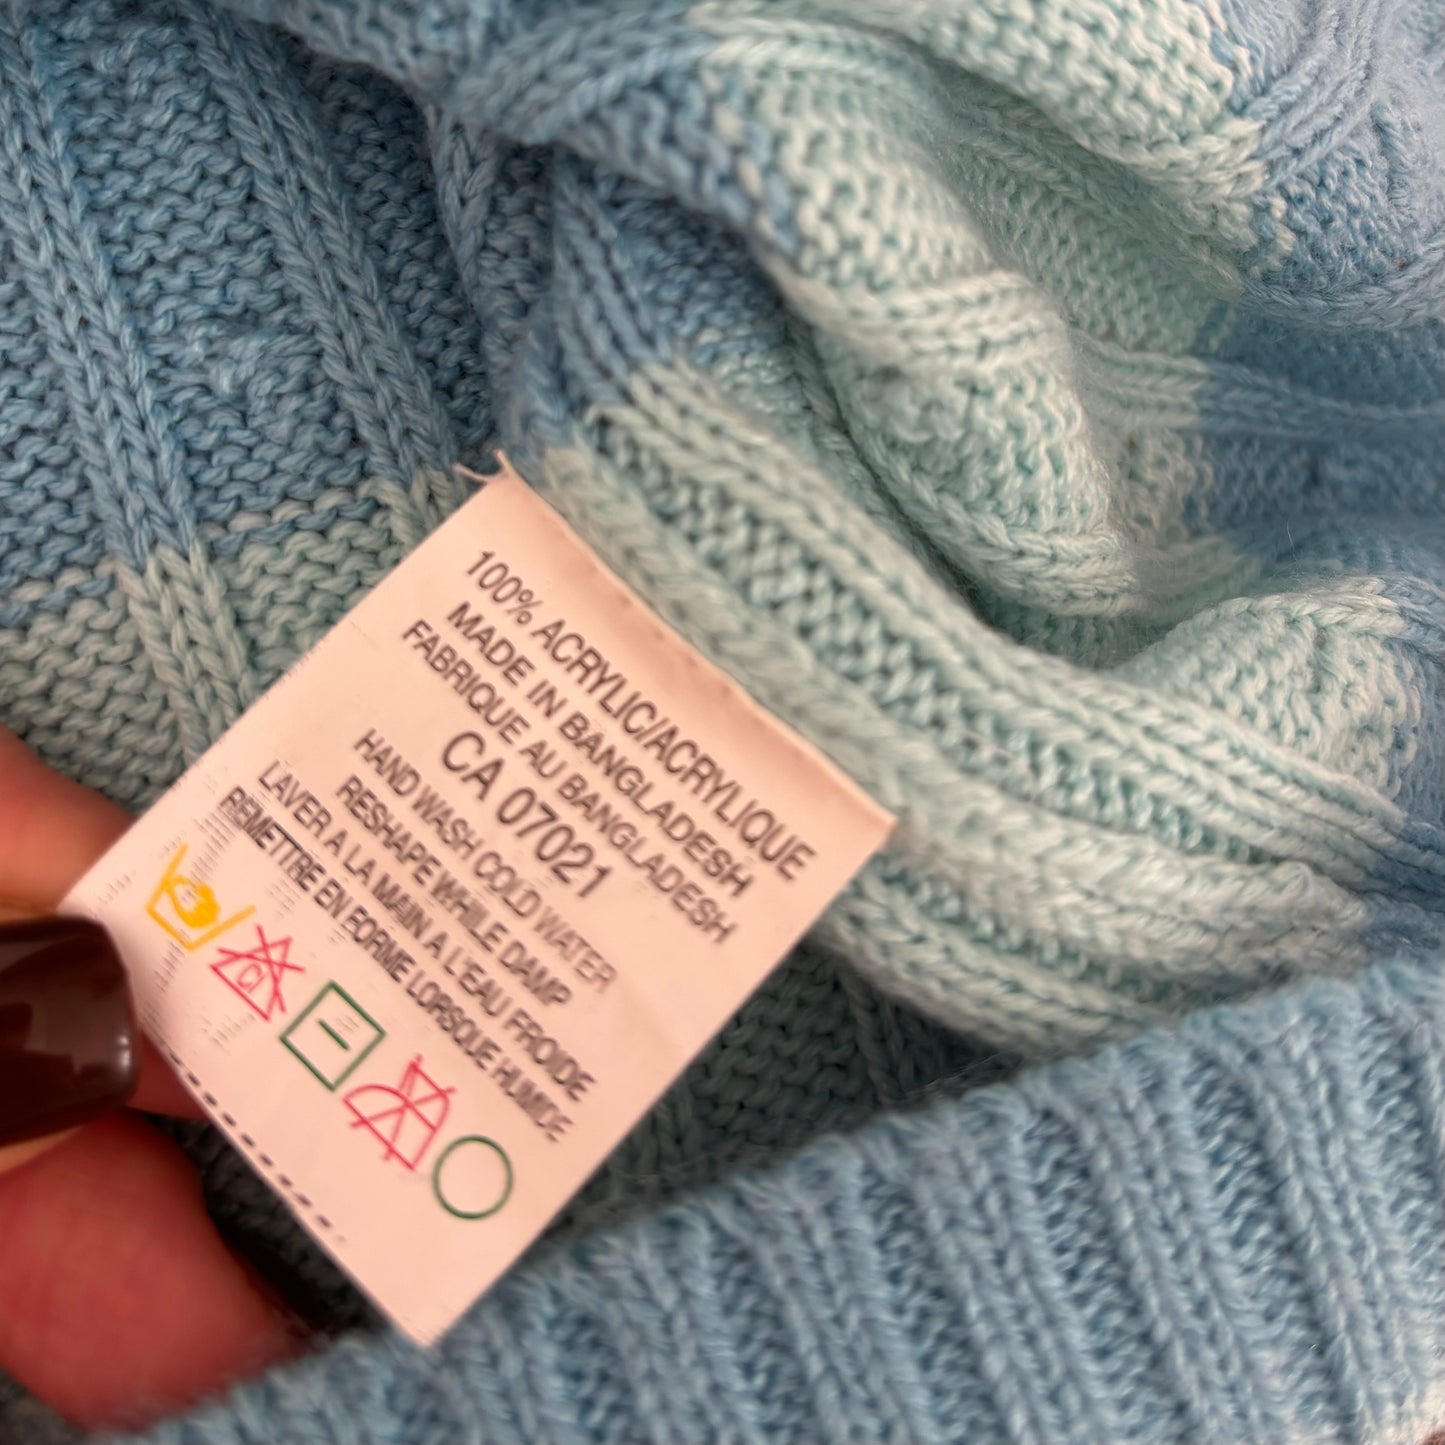 100% ACRYLIC/ACRYLIQUE
MADE IN BANGLADESH
FABRIQUE AU BANGLADESH
CA 07021
HAND WASH COLD WATER
RESHAPE WHILE DAMP
LAVER A LA MAIN A L'EAU FROIDE
REMETTRE EN FORME LORSQUE HUMIDE
Cl